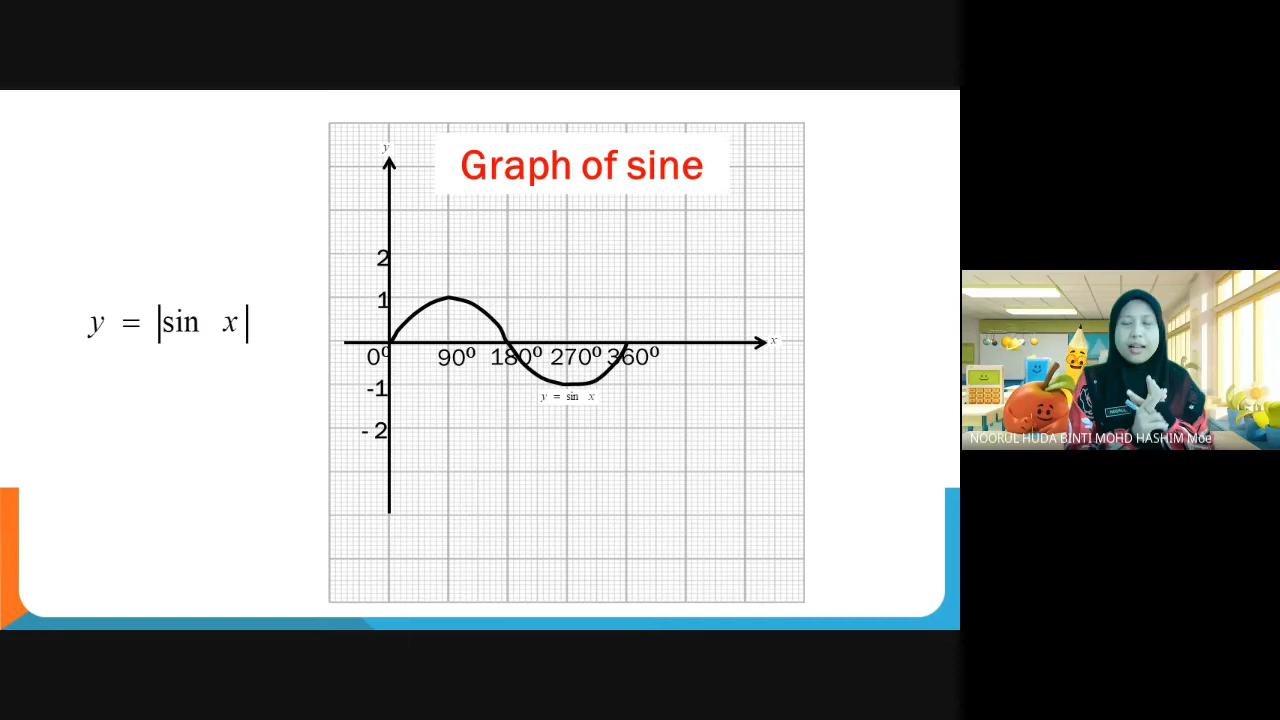 y
Graph of sine
2
1
y = |sin x|
x
0⁰ 90⁰ 180⁰ 270⁰ 360⁰
-1
y = sin x
- 2
NOORUL HUDA BINTI MOHD HASHIM Moe